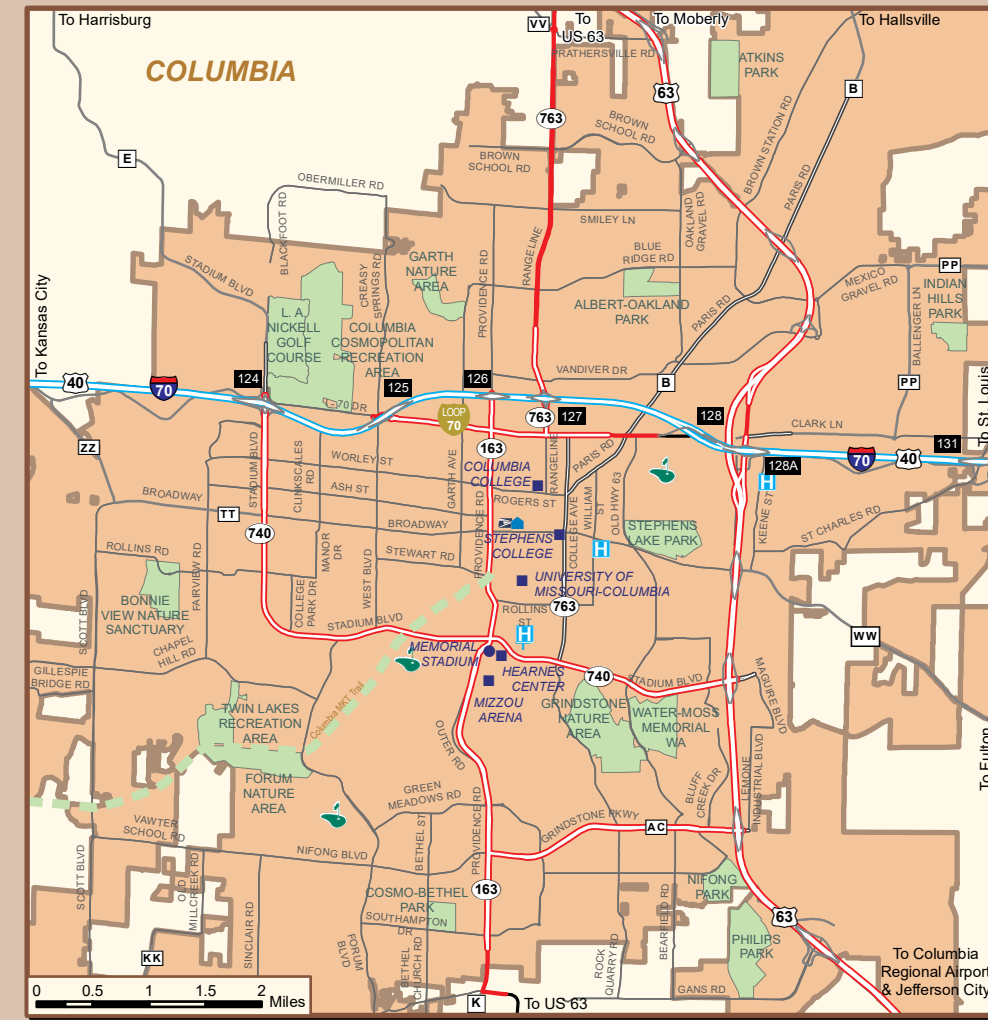 To Harrisburg
VV
To
US 63
To Moberly
To Hallsville
COLUMBIA
PRATHERSVILLE RD
ATKINS
PARK
63
B
763
BROWN
SCHOOL RD
BROWN STATION RD
E
BROWN
SCHOOL RD
PARIS RD
OBERMILLER RD
BLACKFOOT RD
SMILEY LN
OAKLAND
GRAVEL RD
RANGELINE
PROVIDENCE RD
BLUE
RIDGE RD
STADIUM BLVD
CREASY
SPRINGS RD
GARTH
NATURE
AREA
PP
MEXICO
GRAVEL RD
INDIAN
HILLS
PARK
BALLENGER LN
To Kansas City
L. A.
NICKELL
GOLF
COURSE
COLUMBIA
COSMOPOLITAN
RECREATION
AREA
ALBERT-OAKLAND
PARK
PARIS RD
VANDIVER DR
40
70
124
125
126
B
PP
To St. Louis
I-70 DR
LOOP
70
763
127
128
CLARK LN
131
ZZ
163
70
40
128A
STADIUM BLVD
CLINKSCALES
RD
WORLEY ST
GARTH AVE
COLUMBIA
COLLEGE
RANGELINE
PARIS RD
H
BROADWAY
ASH ST
ROGERS ST
WILLIAM
ST
OLD HWY 63
KEENE ST
TT
BROADWAY
PROVIDENCE RD
STEPHENS
COLLEGE
COLLEGE AVE
STEPHENS
LAKE PARK
ST CHARLES RD
740
ROLLINS RD
FAIRVIEW RD
MANOR
DR
WEST BLVD
STEWART RD
H
UNIVERSITY OF
MISSOURI-COLUMBIA
SCOTT BLVD
BONNIE
VIEW NATURE
SANCTUARY
COLLEGE
PARK DR
ROLLINS
ST
763
STADIUM BLVD
H
WW
CHAPEL
HILL RD
MEMORIAL
STADIUM
HEARNES
CENTER
GILLESPIE
BRIDGE RD
740
STADIUM BLVD
MAGUIRE BLVD
MIZZOU
ARENA
GRINDSTONE
NATURE
AREA
WATER-MOSS
MEMORIAL
WA
TWIN LAKES
RECREATION
AREA
Columbia MKT Trail
OUTER RD
To Fulton
FORUM
NATURE
AREA
GREEN
MEADOWS RD
BLUFF
CREEK DR
LEMONE
INDUSTRIAL BLVD
VAWTER
SCHOOL RD
BETHEL ST
PROVIDENCE RD
GRINDSTONE PKWY
AC
NIFONG BLVD
SCOTT BLVD
OLD
MILLCREEK RD
COSMO-BETHEL
PARK
163
NIFONG
PARK
SINCLAIR RD
SOUTHAMPTON
DR
BEARFIELD RD
63
KK
FORUM
BLVD
BETHEL
CHURCH RD
ROCK
QUARRY RD
PHILIPS
PARK
To Columbia
Regional Airport
& Jefferson City
GANS RD
0 0.5 1 1.5 2 Miles
K
To US 63